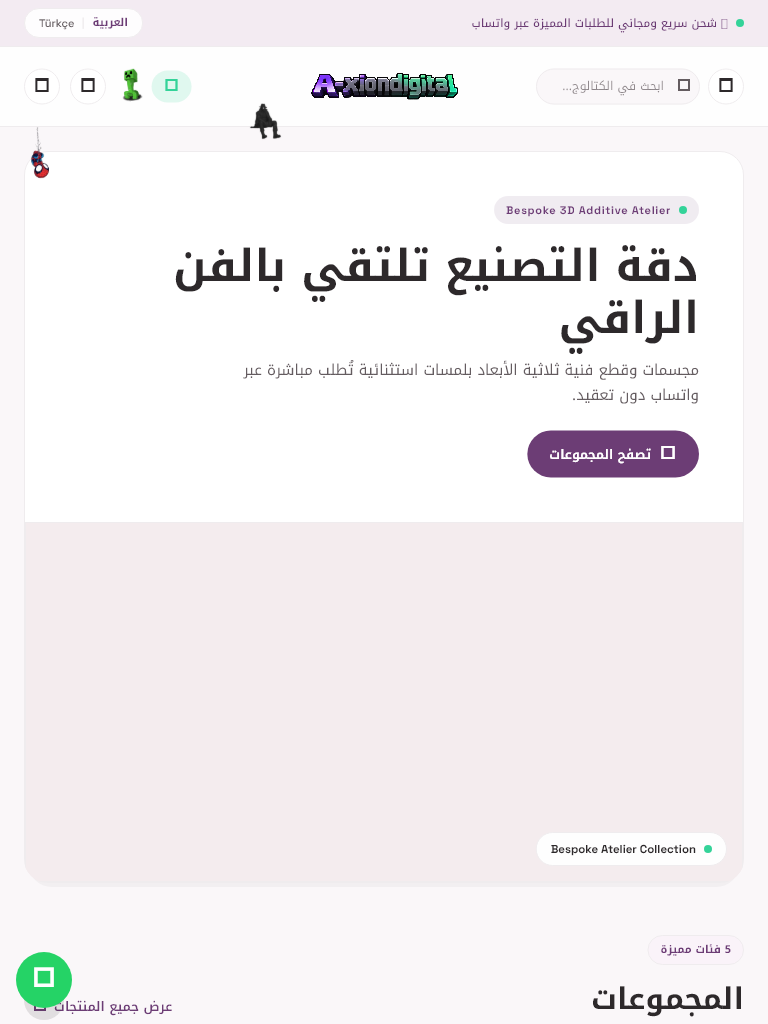 شحن سريع ومجاني للطلبات المميزة عبر واتساب
العربية
Türkçe
ابحث في الكتالوج...
A-xiondigital
Bespoke 3D Additive Atelier
دقة التصنيع تلتقي بالفن
الراقي
مجسمات وقطع فنية ثلاثية الأبعاد بلمسات استثنائية تُطلب مباشرة عبر
واتساب دون تعقيد.
تصفح المجموعات
Bespoke Atelier Collection
5 فئات مميزة
المجموعات
عرض جميع المنتجات